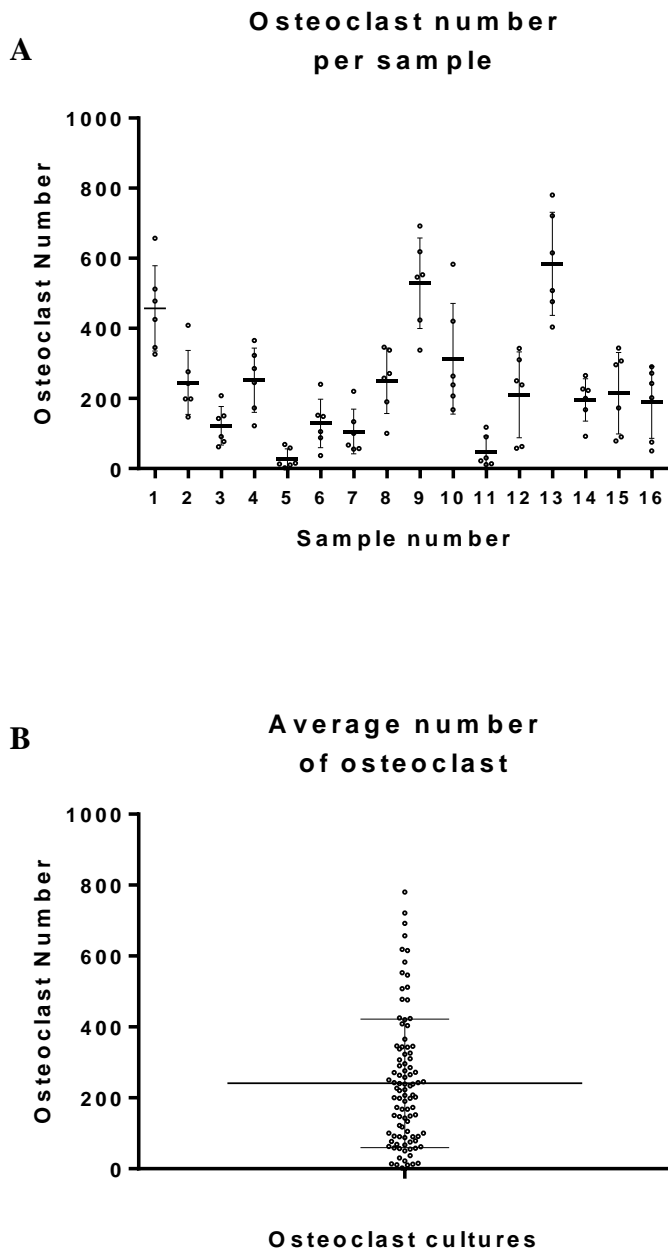 A
Osteoclast number
per sample
1000
800
600
400
200
0
Osteoclast Number
1 2 3 4 5 6 7 8 9 10 11 12 13 14 15 16
Sample number
B
Average number
of osteoclast
1000
800
600
400
200
0
Osteoclast Number
Osteoclast cultures